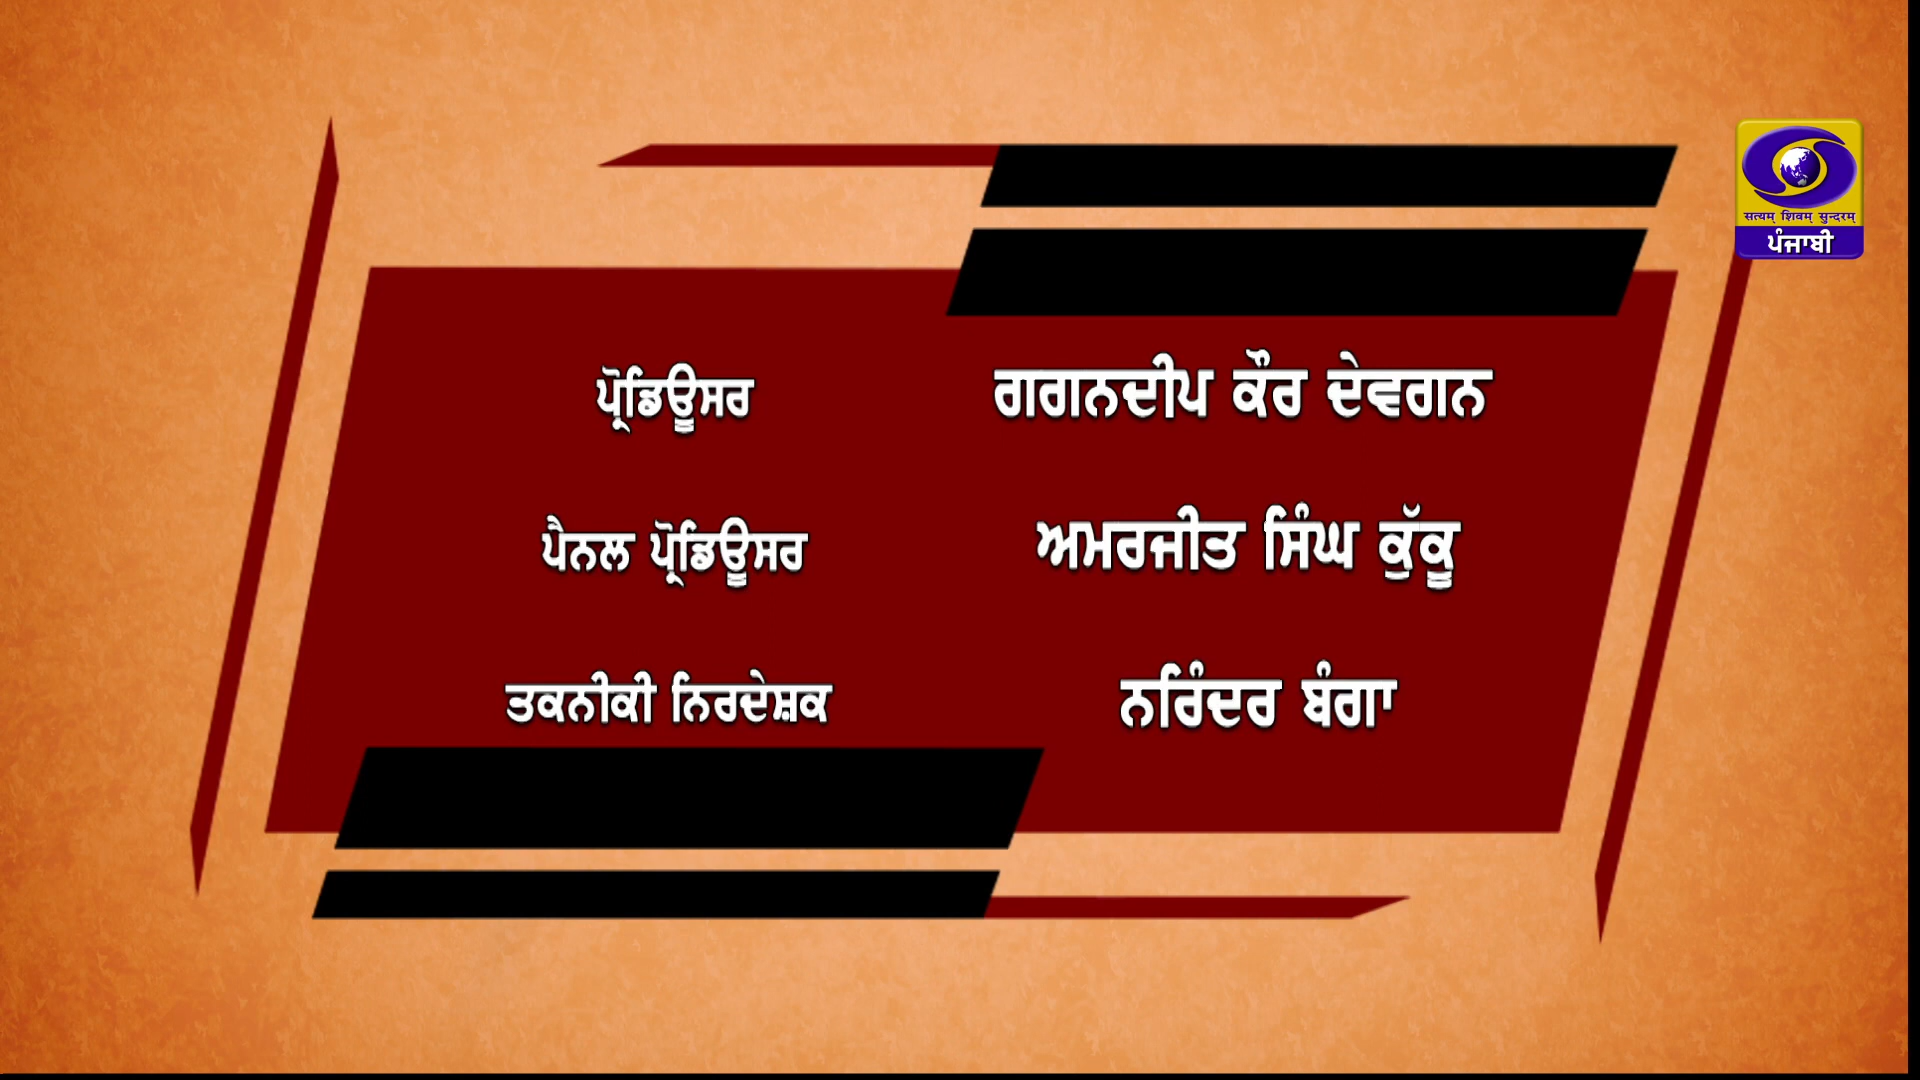 सत्यम् शिवम् सुन्दरम्
ਪੰਜਾਬੀ
ਪ੍ਰੋਡਿਊਸਰ ਗਗਨਦੀਪ ਕੌਰ ਦੇਵਗਨ
ਪੈਨਲ ਪ੍ਰੋਡਿਊਸਰ ਅਮਰਜੀਤ ਸਿੰਘ ਕੁੱਕੂ
ਤਕਨੀਕੀ ਨਿਰਦੇਸ਼ਕ ਨਰਿੰਦਰ ਬੰਗਾ